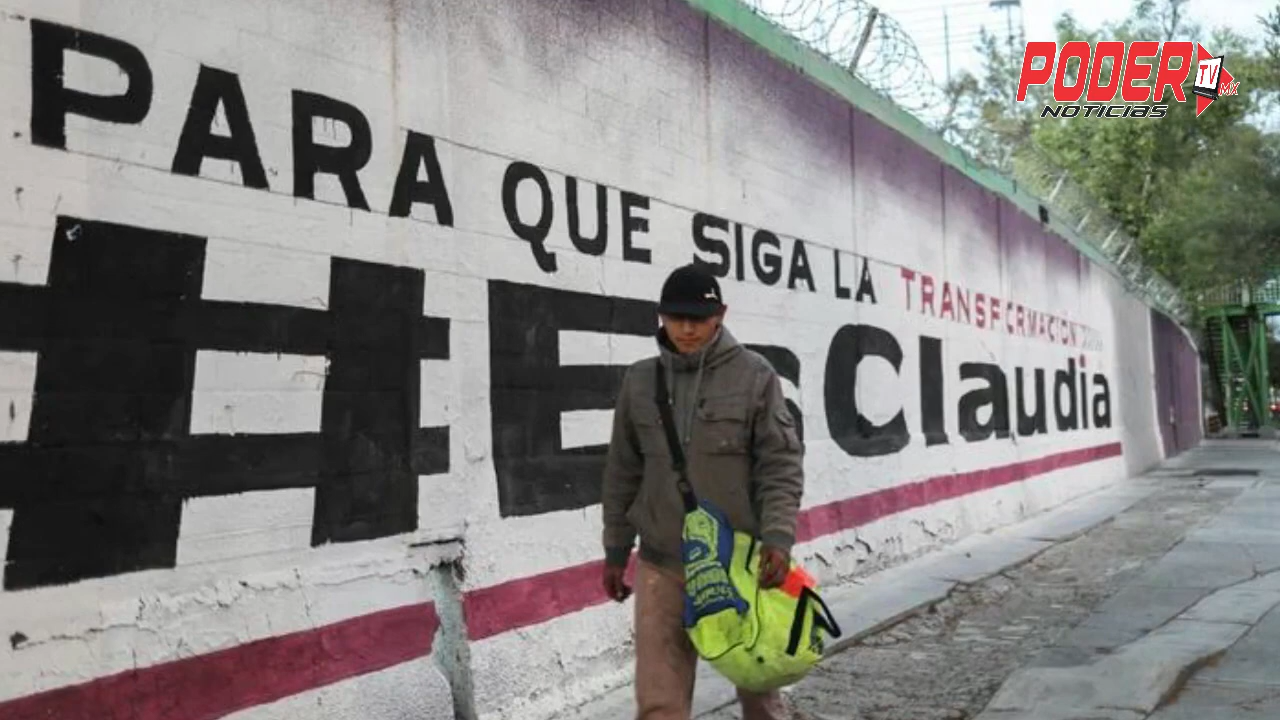 PODER
TV
MX
NOTICIAS
PARA QUE SIGA LA TRANSFORMACIÓN
#EsClaudia